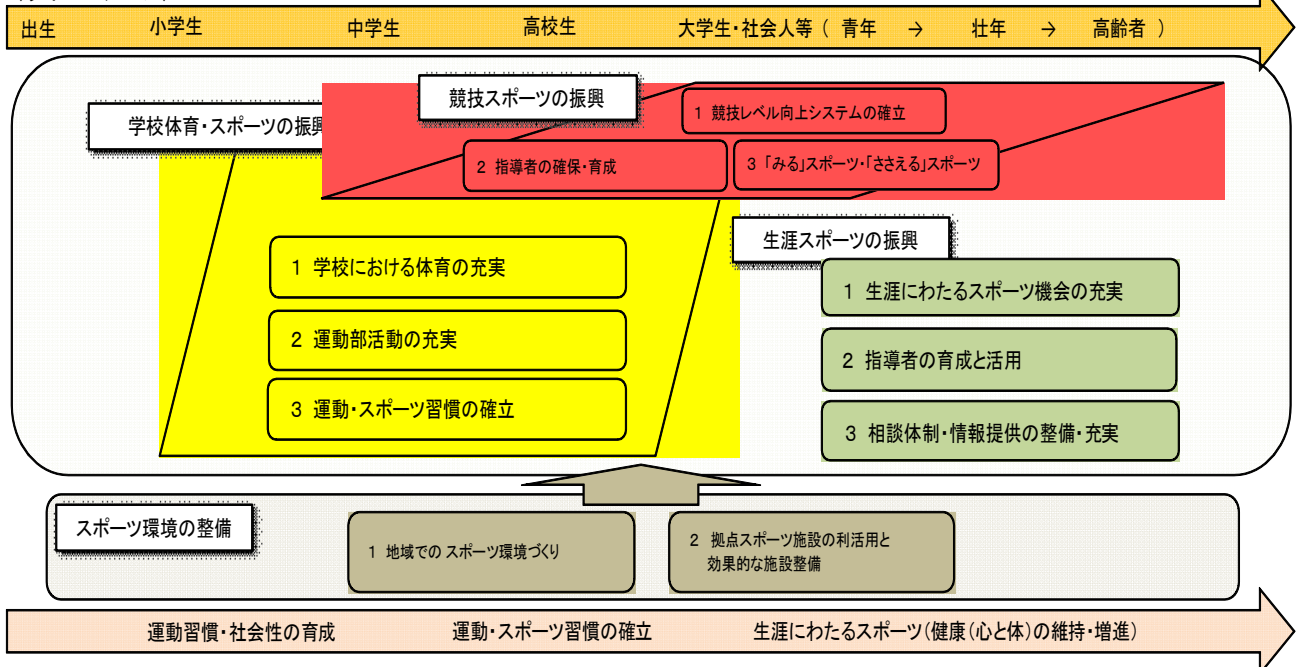 出生 小学生 中学生 高校生 大学生・社会人等( 青年 → 壮年 → 高齢者 )
競技スポーツの振興
1 競技レベル向上システムの確立
2 指導者の確保・育成
3 「みる」スポーツ・「ささえる」スポーツ
学校体育・スポーツの振
1 学校における体育の充実
2 運動部活動の充実
3 運動・スポーツ習慣の確立
生涯スポーツの振興
1 生涯にわたるスポーツ機会の充実
2 指導者の育成と活用
3 相談体制・情報提供の整備・充実
スポーツ環境の整備
1 地域での スポーツ環境づくり
2 拠点スポーツ施設の利活用と
効果的な施設整備
運動習慣・社会性の育成 運動・スポーツ習慣の確立 生涯にわたるスポーツ(健康(心と体)の維持・増進)